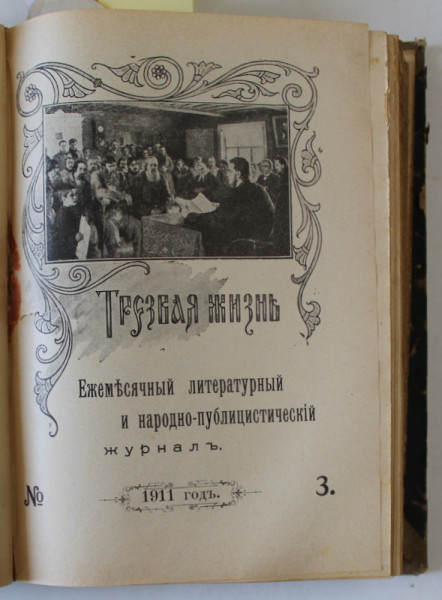 Трезвая жизнь
Ежемѣсячный литературный
и народно-публицистическій
журналъ.
№ 1911 годъ. 3.